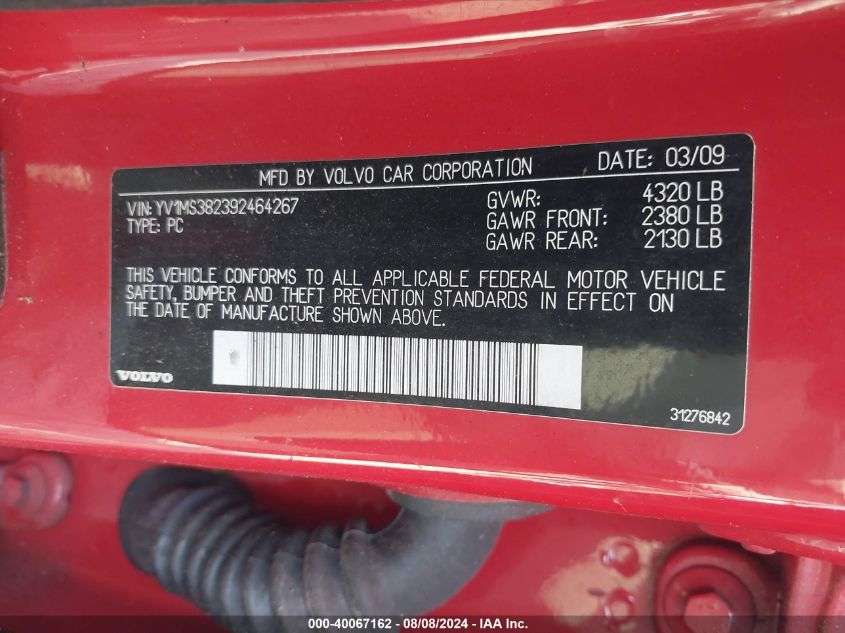 MFD BY VOLVO CAR CORPORATION DATE: 03/09
VIN: YV1MS382392464267 GVWR: 4320 LB
TYPE: PC GAWR FRONT: 2380 LB
GAWR REAR: 2130 LB
THIS VEHICLE CONFORMS TO ALL APPLICABLE FEDERAL MOTOR VEHICLE
SAFETY, BUMPER AND THEFT PREVENTION STANDARDS IN EFFECT ON
THE DATE OF MANUFACTURE SHOWN ABOVE.
VOLVO
31276842
000-40067162 - 08/08/2024 - IAA Inc.